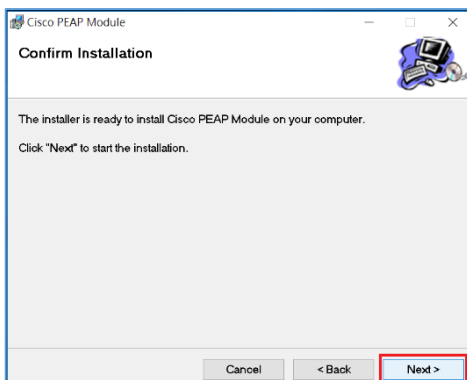 Cisco PEAP Module
Confirm Installation
The installer is ready to install Cisco PEAP Module on your computer.
Click "Next" to start the installation.
Cancel
< Back
Next >